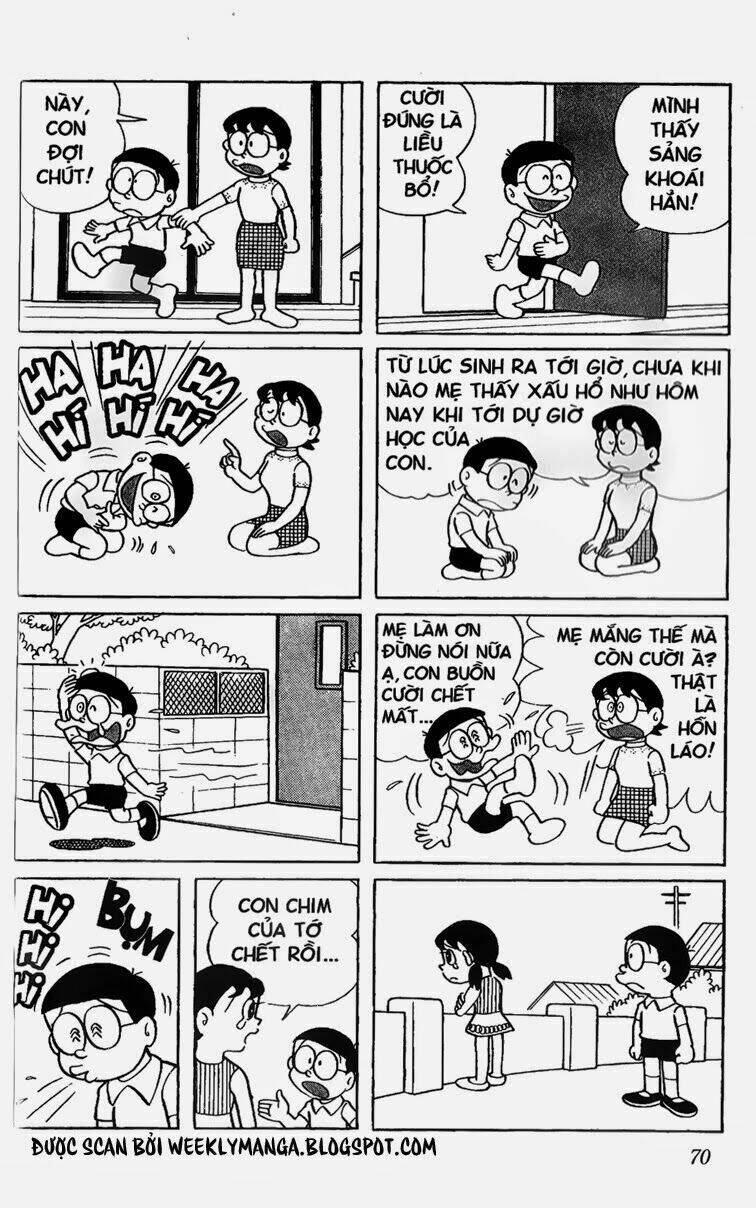 MÌNH
THẤY
SẢNG
KHOÁI
HẲN!
CƯỜI
ĐÚNG LÀ
LIỀU
THUỐC
BỔ!
NÀY,
CON
ĐỢI
CHÚT!
TỪ LÚC SINH RA TỚI GIỜ, CHƯA KHI
NÀO MẸ THẤY XẤU HỔ NHƯ HÔM
NAY KHI TỚI DỰ GIỜ
HỌC CỦA
CON.
HA HA HA
HÍ HÍ HÍ
MẸ MẮNG THẾ MÀ
CÒN CƯỜI À?
THẬT
LÀ
HỖN
LÁO!
MẸ LÀM ƠN
ĐỪNG NÓI NỮA
Ạ, CON BUỒN
CƯỜI CHẾT
MẤT...
CON CHIM
CỦA TỚ
CHẾT RỒI...
BỤM
HI
HI
HI
ĐƯỢC SCAN BỞI WEEKLYMANGA.BLOGSPOT.COM
70